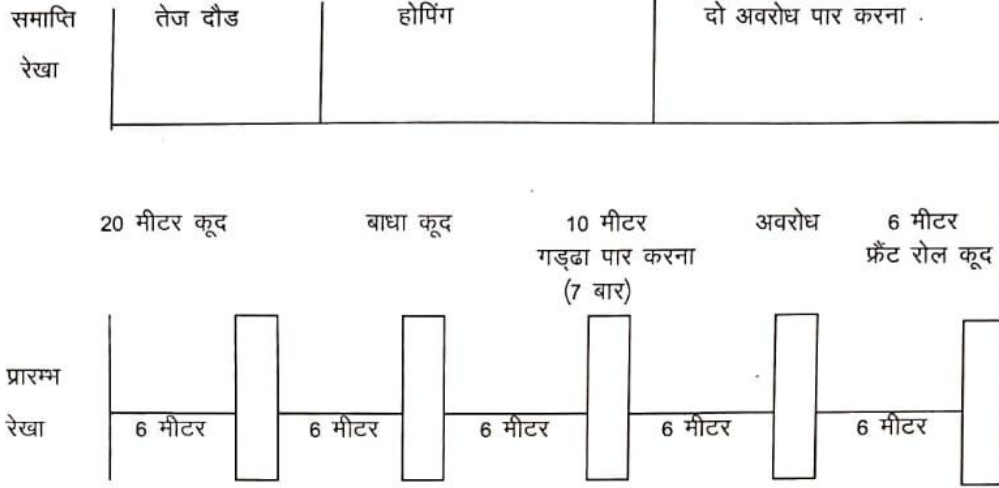 समाप्ति
रेखा
तेज दौड
होपिंग
दो अवरोध पार करना
20 मीटर कूद
बाधा कूद
10 मीटर
गड्ढा पार करना
(7 बार)
अवरोध
6 मीटर
फ्रैंट रोल कूद
प्रारम्भ
रेखा
6 मीटर
6 मीटर
6 मीटर
6 मीटर
6 मीटर